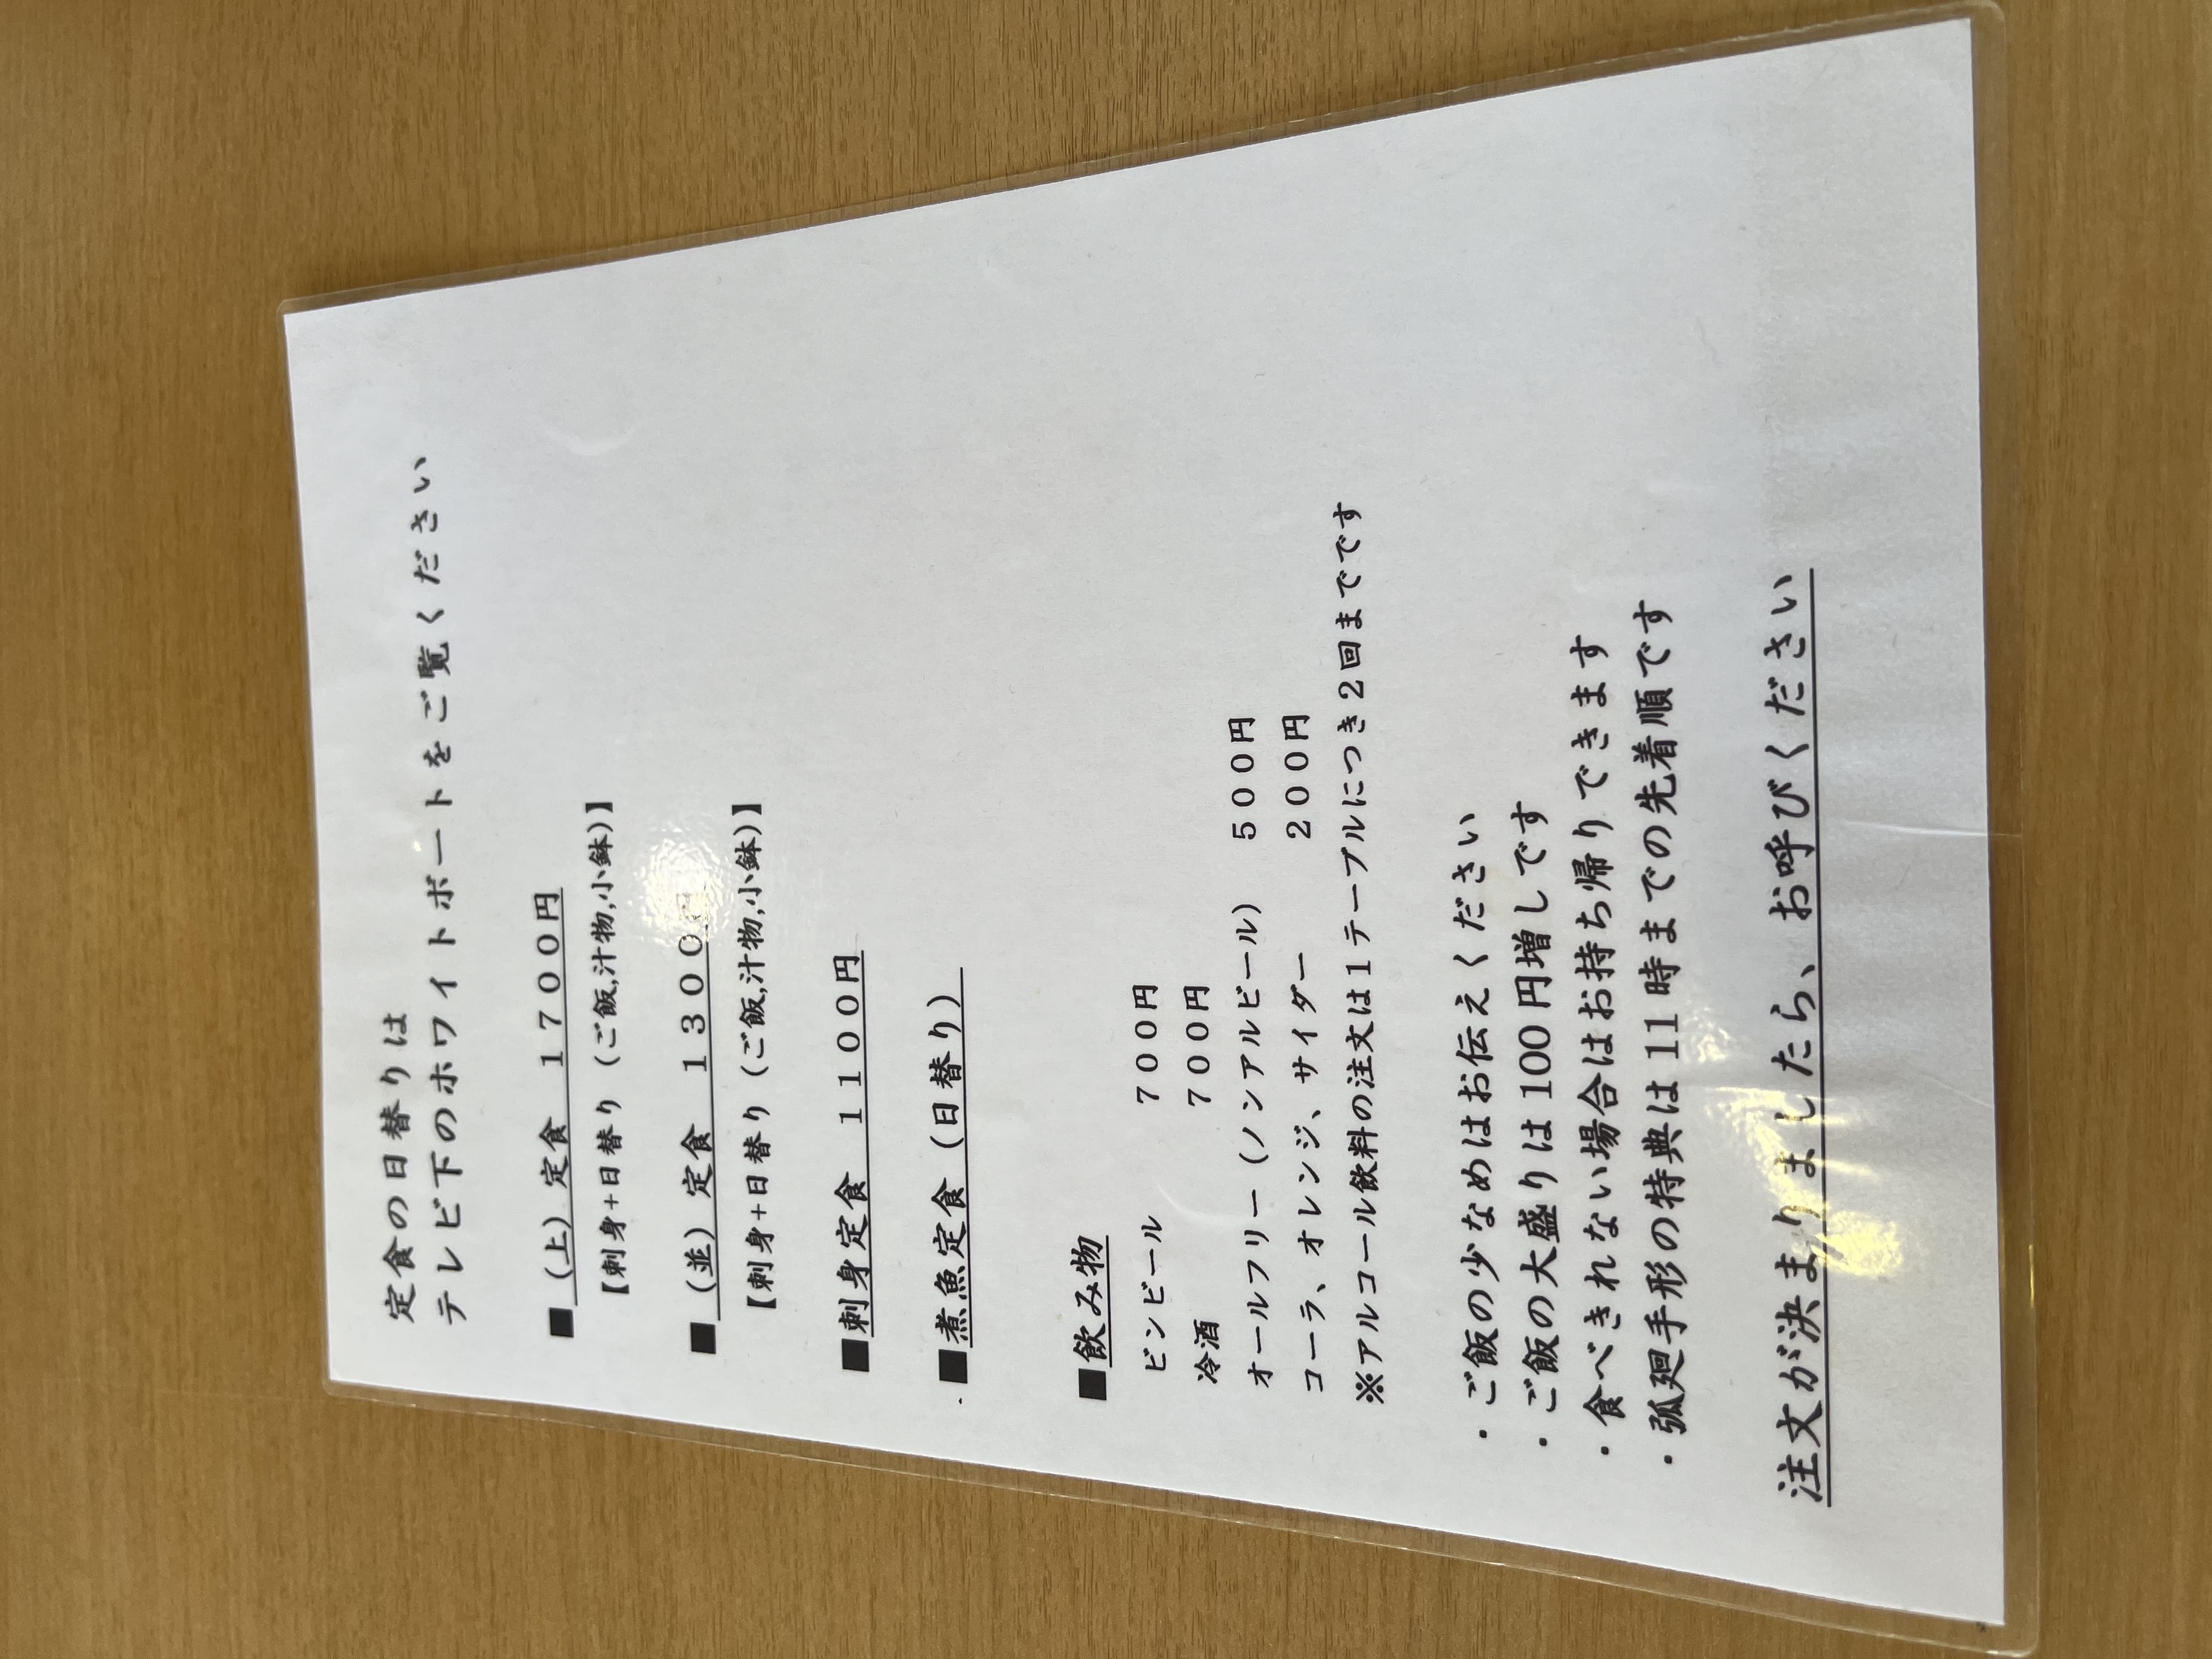 定食の日替りは
テレビ下のホワイトボートをご覧ください
■（上）定食　１７００円
【刺身+日替り（ご飯,汁物,小鉢）】
■（並）定食　１３００円
【刺身+日替り（ご飯,汁物,小鉢）】
■刺身定食　１１００円
■煮魚定食（日替り）
■飲み物
ビンビール　７００円
冷酒　７００円
オールフリー（ノンアルビール）　５００円
コーラ、オレンジ、サイダー　２００円
※アルコール飲料の注文は１テーブルにつき２回までです
・ご飯の少なめはお伝えください
・ご飯の大盛りは 100 円増しです
・食べきれない場合はお持ち帰りできます
・弧廻手形の特典は 11 時までの先着順です
注文が決まりましたら、お呼びください